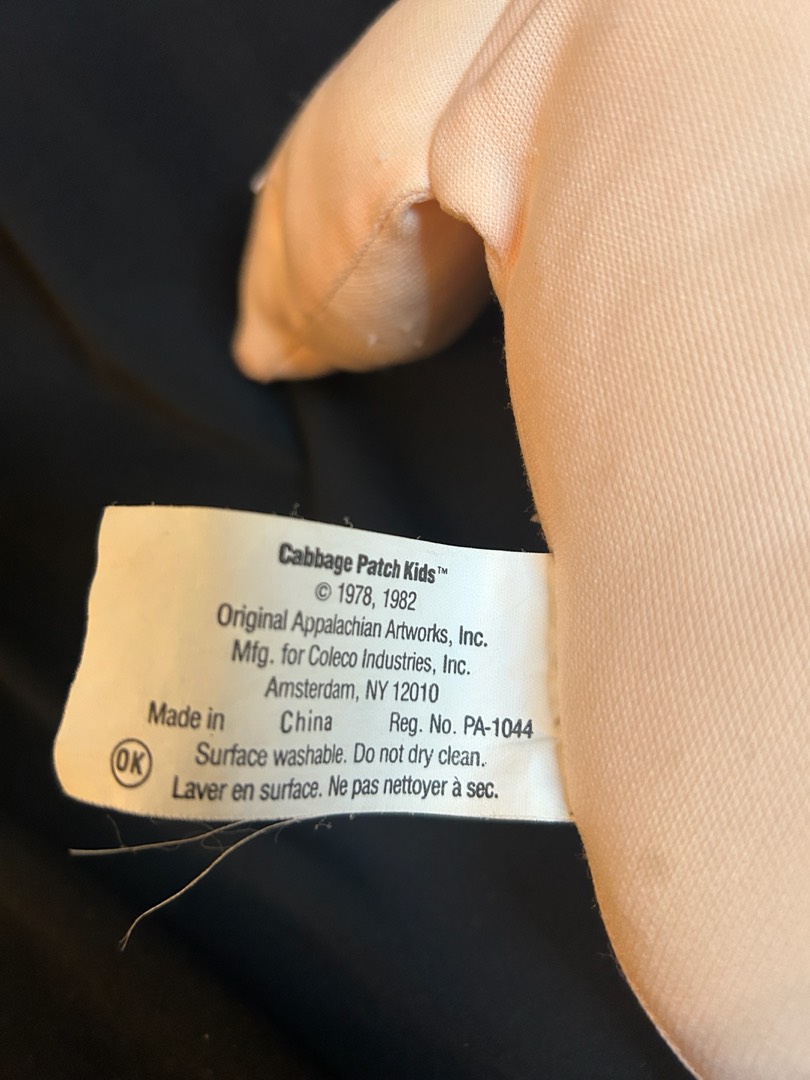 Cabbage Patch Kids™
© 1978, 1982
Original Appalachian Artworks, Inc.
Mfg. for Coleco Industries, Inc.
Amsterdam, NY 12010
Made in China Reg. No. PA-1044
OK Surface washable. Do not dry clean.
Laver en surface. Ne pas nettoyer à sec.